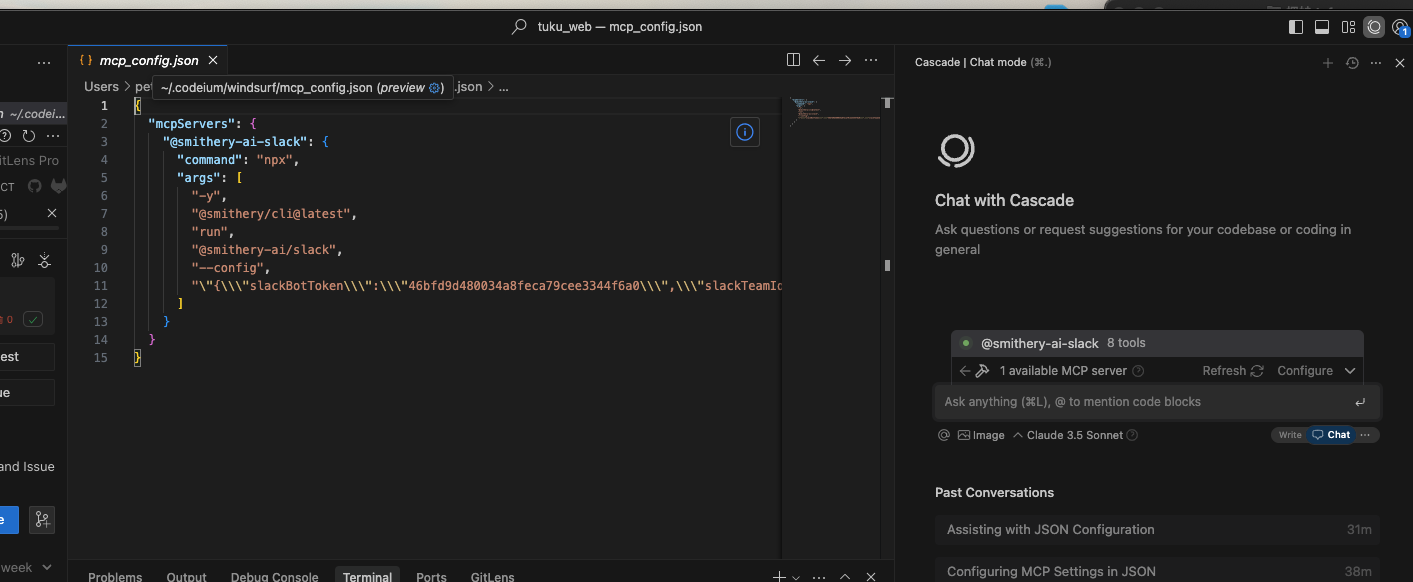 tuku_web — mcp_config.json
1
{ } mcp_config.json
Cascade | Chat mode (⌘.)
Users > pe
~/.codeium/windsurf/mcp_config.json (preview )
.json > ...
~/.codei...
itLens Pro
CT
5)
0
est
ue
and Issue
e
week
1 {
2 "mcpServers": {
3 "@smithery-ai-slack": {
4 "command": "npx",
5 "args": [
6 "-y",
7 "@smithery/cli@latest",
8 "run",
9 "@smithery-ai/slack",
10 "--config",
11 "\"{\\\"slackBotToken\\\":\\\"46bfd9d480034a8feca79cee3344f6a0\\\",\\\"slackTeamId
12 ]
13 }
14 }
15 }
Chat with Cascade
Ask questions or request suggestions for your codebase or coding in
general
@smithery-ai-slack 8 tools
1 available MCP server Refresh Configure
Ask anything (⌘L), @ to mention code blocks
Image Claude 3.5 Sonnet Write Chat ...
Past Conversations
Assisting with JSON Configuration 31m
Configuring MCP Settings in JSON 38m
Problems Output Debug Console Terminal Ports GitLens